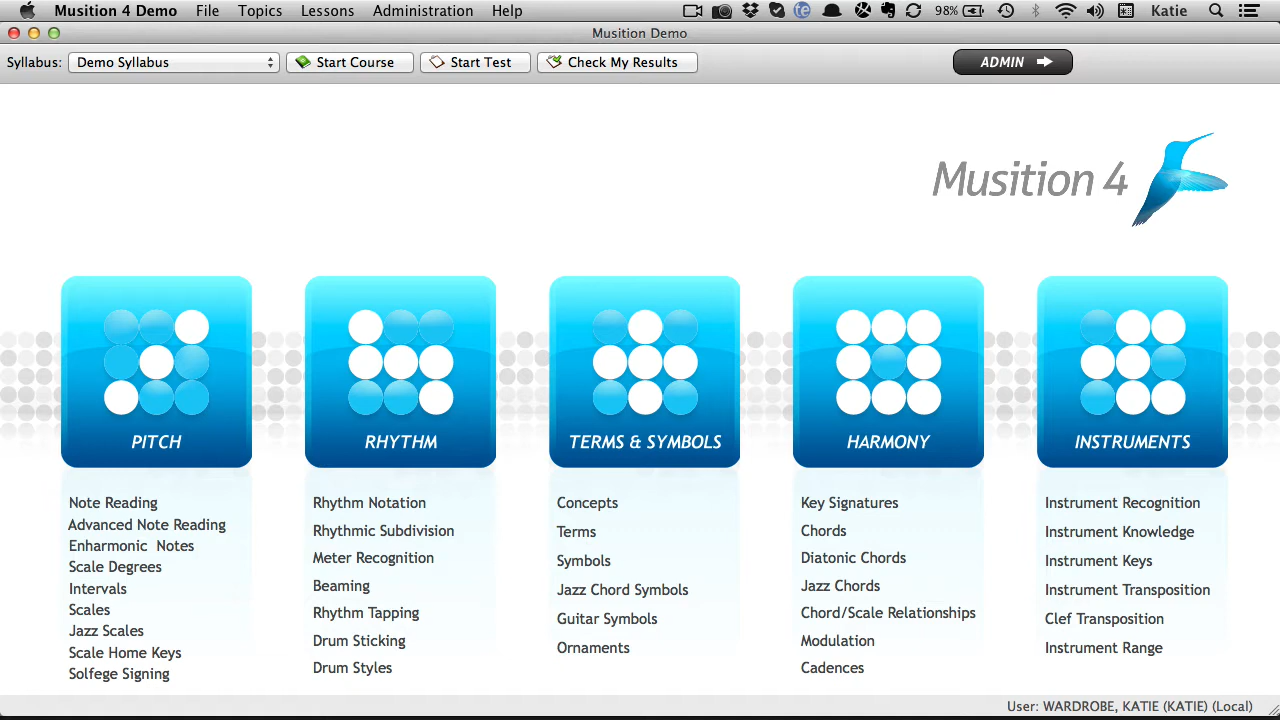 Musition 4 Demo File Topics Lessons Administration Help 98% Katie
Musition Demo
Syllabus: Demo Syllabus Start Course Start Test Check My Results ADMIN
Musition 4
PITCH
Note Reading
Advanced Note Reading
Enharmonic Notes
Scale Degrees
Intervals
Scales
Jazz Scales
Scale Home Keys
Solfege Signing
RHYTHM
Rhythm Notation
Rhythmic Subdivision
Meter Recognition
Beaming
Rhythm Tapping
Drum Sticking
Drum Styles
TERMS & SYMBOLS
Concepts
Terms
Symbols
Jazz Chord Symbols
Guitar Symbols
Ornaments
HARMONY
Key Signatures
Chords
Diatonic Chords
Jazz Chords
Chord/Scale Relationships
Modulation
Cadences
INSTRUMENTS
Instrument Recognition
Instrument Knowledge
Instrument Keys
Instrument Transposition
Clef Transposition
Instrument Range
User: WARDROBE, KATIE (KATIE) (Local)